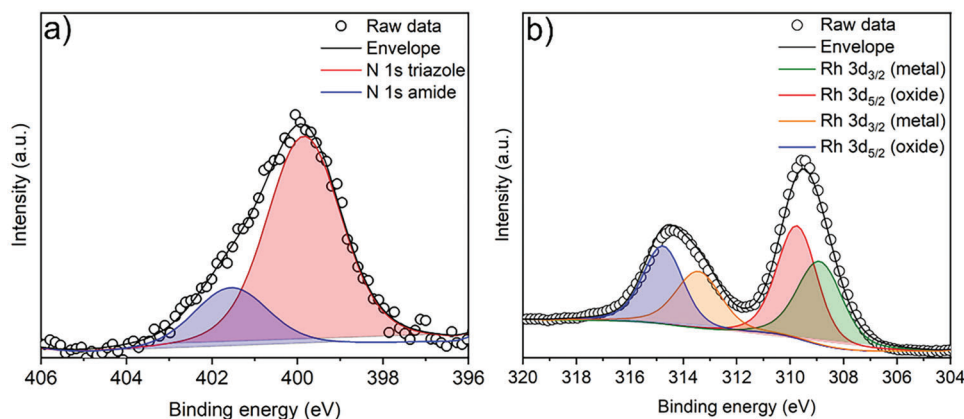 a)
Raw data
Envelope
N 1s triazole
N 1s amide
Intensity (a.u.)
406 404 402 400 398 396
Binding energy (eV)
b)
Raw data
Envelope
Rh 3d3/2 (metal)
Rh 3d5/2 (oxide)
Rh 3d3/2 (metal)
Rh 3d5/2 (oxide)
Intensity (a.u.)
320 318 316 314 312 310 308 306 304
Binding energy (eV)